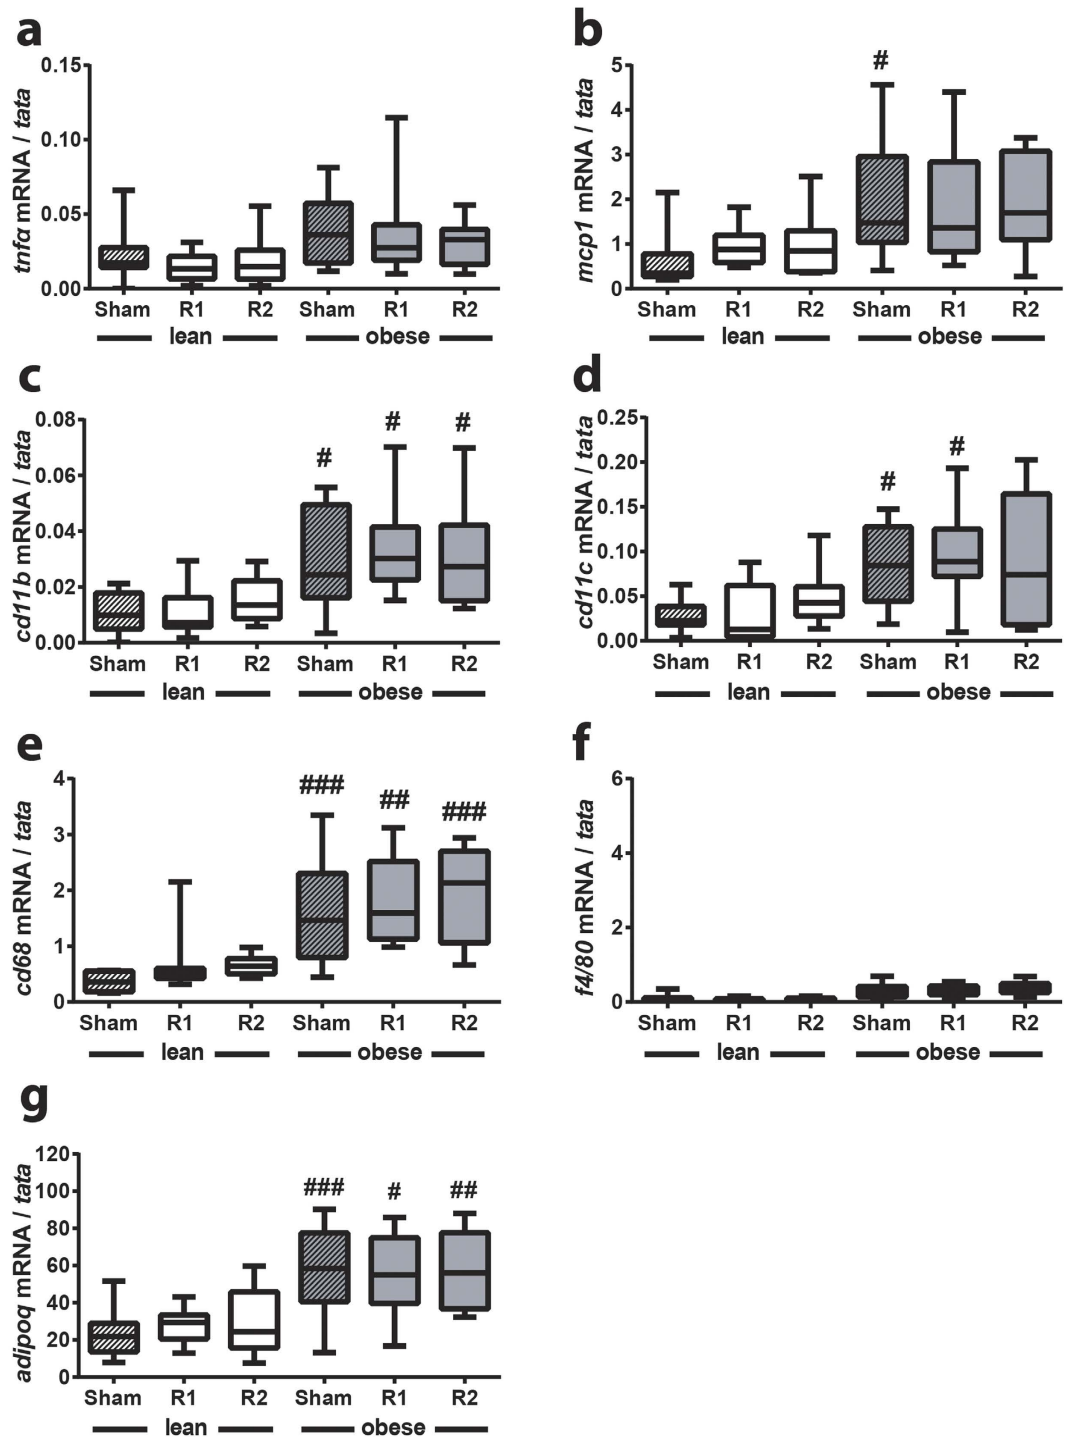 a
0.15
0.10
0.05
0.00
tnfα mRNA / tata
Sham R1 R2 Sham R1 R2
lean obese
b
#
5
4
3
2
1
0
mcp1 mRNA / tata
Sham R1 R2 Sham R1 R2
lean obese
c
# # #
0.08
0.06
0.04
0.02
0.00
cd11b mRNA / tata
Sham R1 R2 Sham R1 R2
lean obese
d
# #
0.25
0.20
0.15
0.10
0.05
0.00
cd11c mRNA / tata
Sham R1 R2 Sham R1 R2
lean obese
e
### ## ###
4
3
2
1
0
cd68 mRNA / tata
Sham R1 R2 Sham R1 R2
lean obese
f
6
4
2
0
f4/80 mRNA / tata
Sham R1 R2 Sham R1 R2
lean obese
g
### # ##
120
100
80
60
40
20
0
adipoq mRNA / tata
Sham R1 R2 Sham R1 R2
lean obese